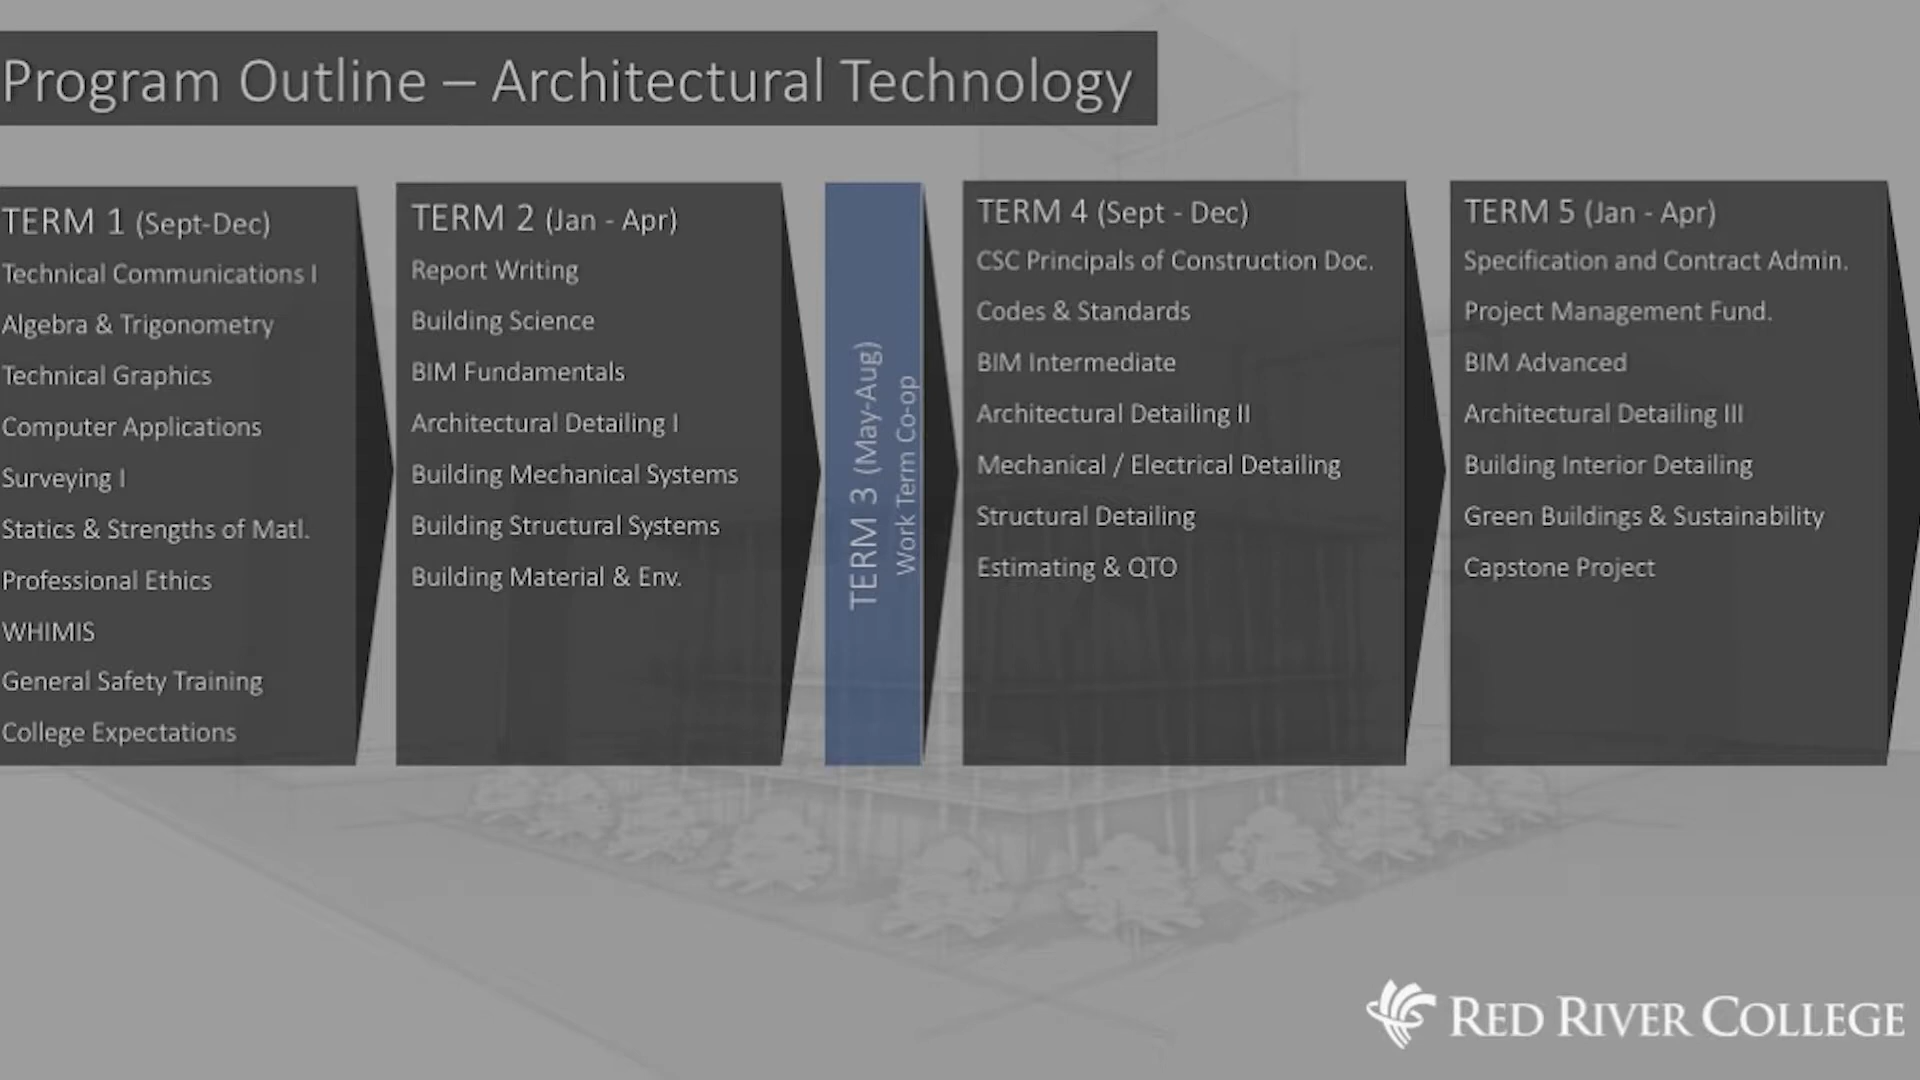 Program Outline – Architectural Technology
TERM 1 (Sept-Dec)
Technical Communications I
Algebra & Trigonometry
Technical Graphics
Computer Applications
Surveying I
Statics & Strengths of Matl.
Professional Ethics
WHIMIS
General Safety Training
College Expectations
TERM 2 (Jan - Apr)
Report Writing
Building Science
BIM Fundamentals
Architectural Detailing I
Building Mechanical Systems
Building Structural Systems
Building Material & Env.
TERM 3 (May-Aug)
Work Term Co-op
TERM 4 (Sept - Dec)
CSC Principals of Construction Doc.
Codes & Standards
BIM Intermediate
Architectural Detailing II
Mechanical / Electrical Detailing
Structural Detailing
Estimating & QTO
TERM 5 (Jan - Apr)
Specification and Contract Admin.
Project Management Fund.
BIM Advanced
Architectural Detailing III
Building Interior Detailing
Green Buildings & Sustainability
Capstone Project
RED RIVER COLLEGE